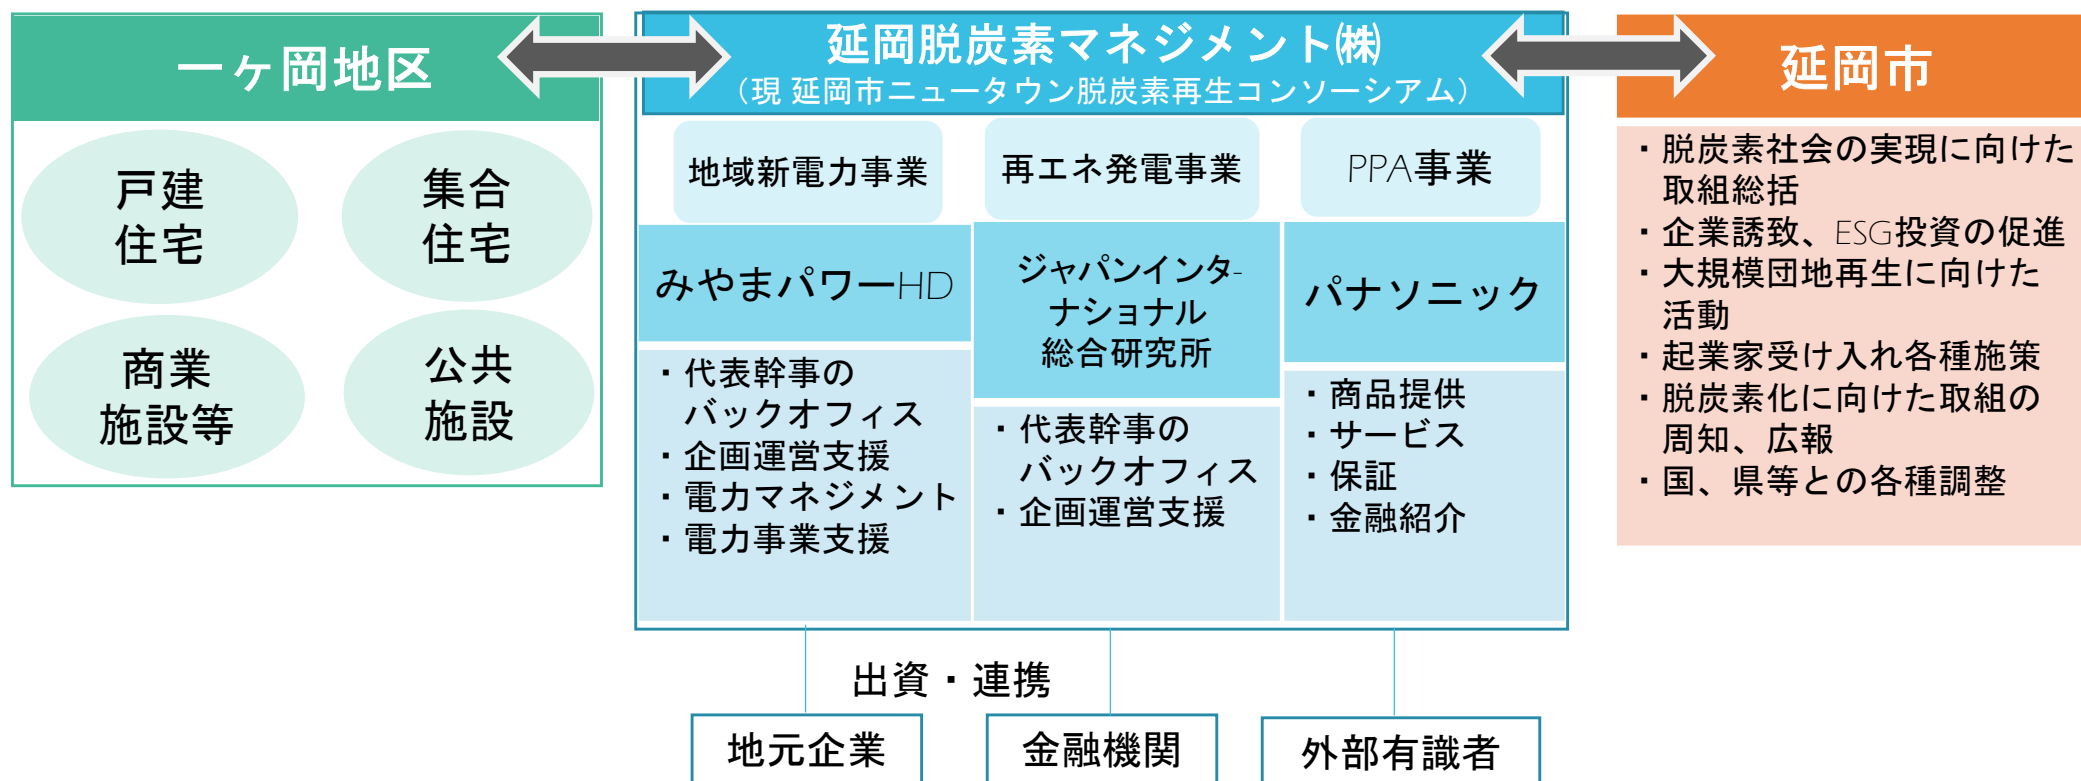 一ヶ岡地区
戸建
住宅
集合
住宅
商業
施設等
公共
施設
延岡脱炭素マネジメント㈱
（現 延岡市ニュータウン脱炭素再生コンソーシアム）
地域新電力事業
再エネ発電事業
PPA事業
みやまパワーHD
・代表幹事の
バックオフィス
・企画運営支援
・電力マネジメント
・電力事業支援
ジャパンインタ-
ナショナル
総合研究所
・代表幹事の
バックオフィス
・企画運営支援
パナソニック
・商品提供
・サービス
・保証
・金融紹介
延岡市
・脱炭素社会の実現に向けた
取組総括
・企業誘致、ESG投資の促進
・大規模団地再生に向けた
活動
・起業家受け入れ各種施策
・脱炭素化に向けた取組の
周知、広報
・国、県等との各種調整
出資・連携
地元企業
金融機関
外部有識者